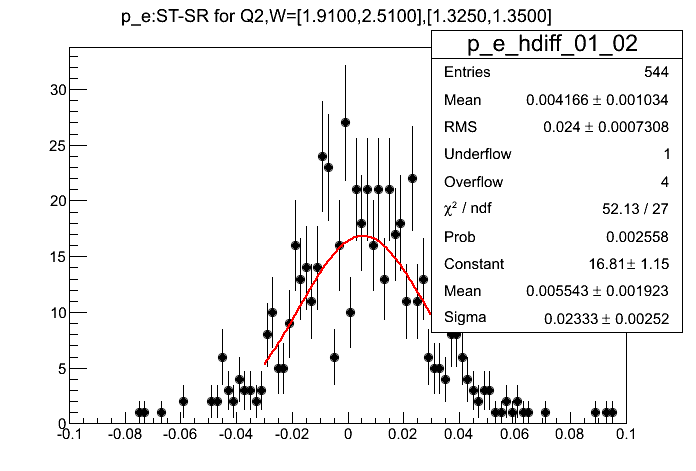 p_e:ST-SR for Q2,W=[1.9100,2.5100],[1.3250,1.3500]
p_e_hdiff_01_02
Entries 544
Mean 0.004166 ± 0.001034
RMS 0.024 ± 0.0007308
Underflow 1
Overflow 4
χ² / ndf 52.13 / 27
Prob 0.002558
Constant 16.81± 1.15
Mean 0.005543 ± 0.001923
Sigma 0.02333 ± 0.00252
30
25
20
15
10
5
0
-0.1 -0.08 -0.06 -0.04 -0.02 0 0.02 0.04 0.06 0.08 0.1